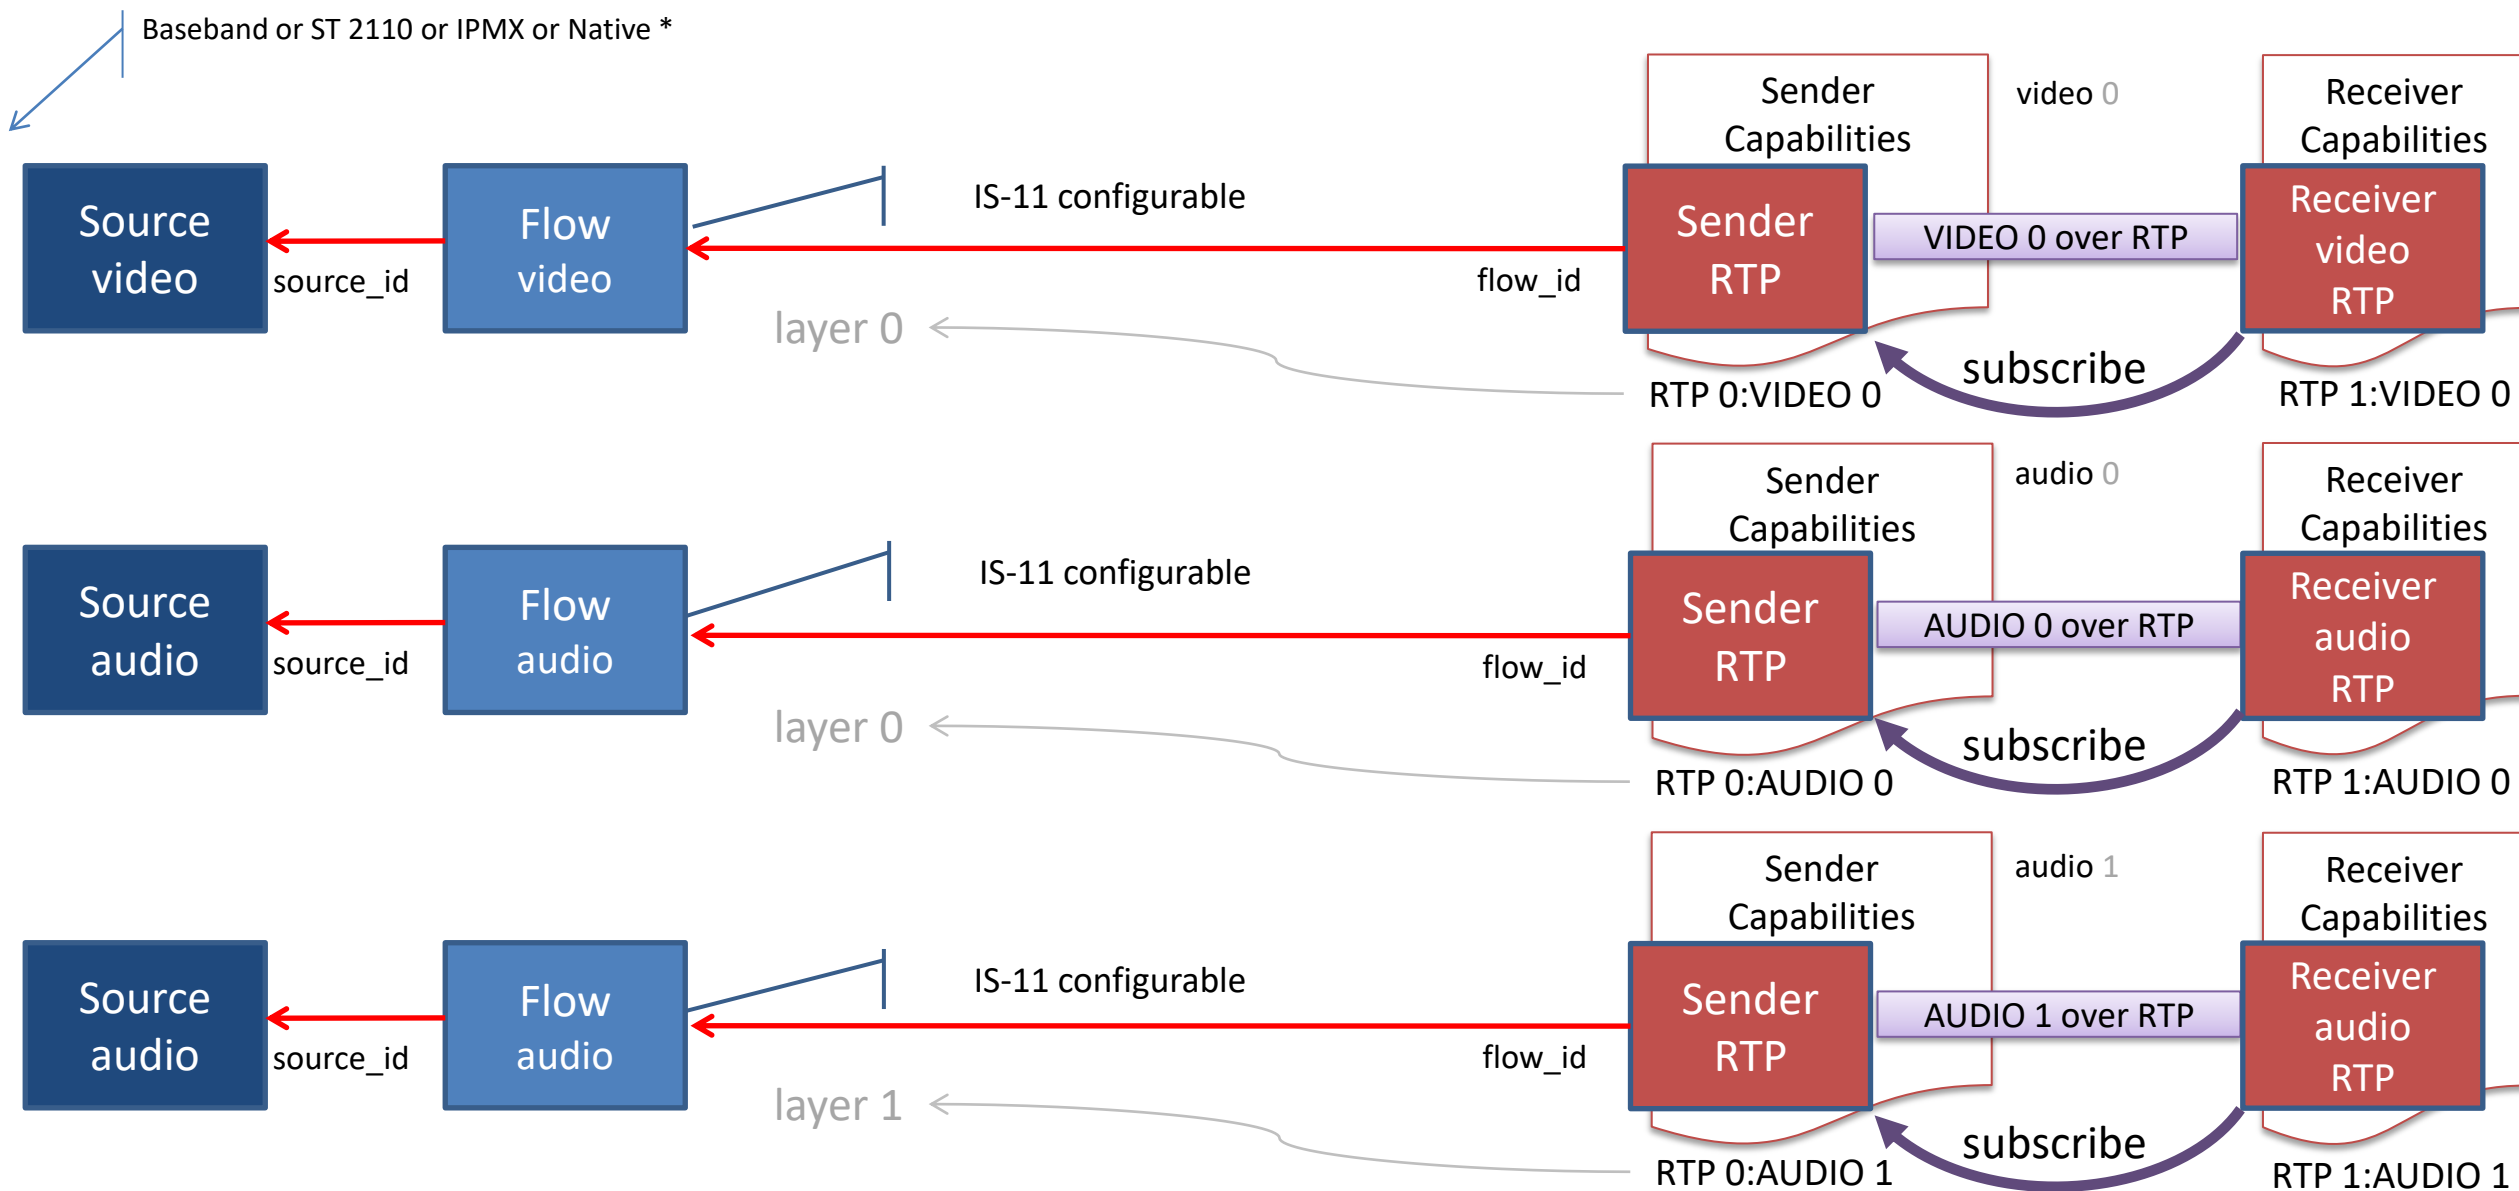 Baseband or ST 2110 or IPMX or Native *
Sender
Capabilities
video 0
Receiver
Capabilities
Source
video
source_id
Flow
video
IS-11 configurable
layer 0
flow_id
Sender
RTP
VIDEO 0 over RTP
Receiver
video
RTP
subscribe
RTP 0:VIDEO 0
RTP 1:VIDEO 0
Sender
Capabilities
audio 0
Receiver
Capabilities
Source
audio
source_id
Flow
audio
IS-11 configurable
layer 0
flow_id
Sender
RTP
AUDIO 0 over RTP
Receiver
audio
RTP
subscribe
RTP 0:AUDIO 0
RTP 1:AUDIO 0
Sender
Capabilities
audio 1
Receiver
Capabilities
Source
audio
source_id
Flow
audio
IS-11 configurable
layer 1
flow_id
Sender
RTP
AUDIO 1 over RTP
Receiver
audio
RTP
subscribe
RTP 0:AUDIO 1
RTP 1:AUDIO 1